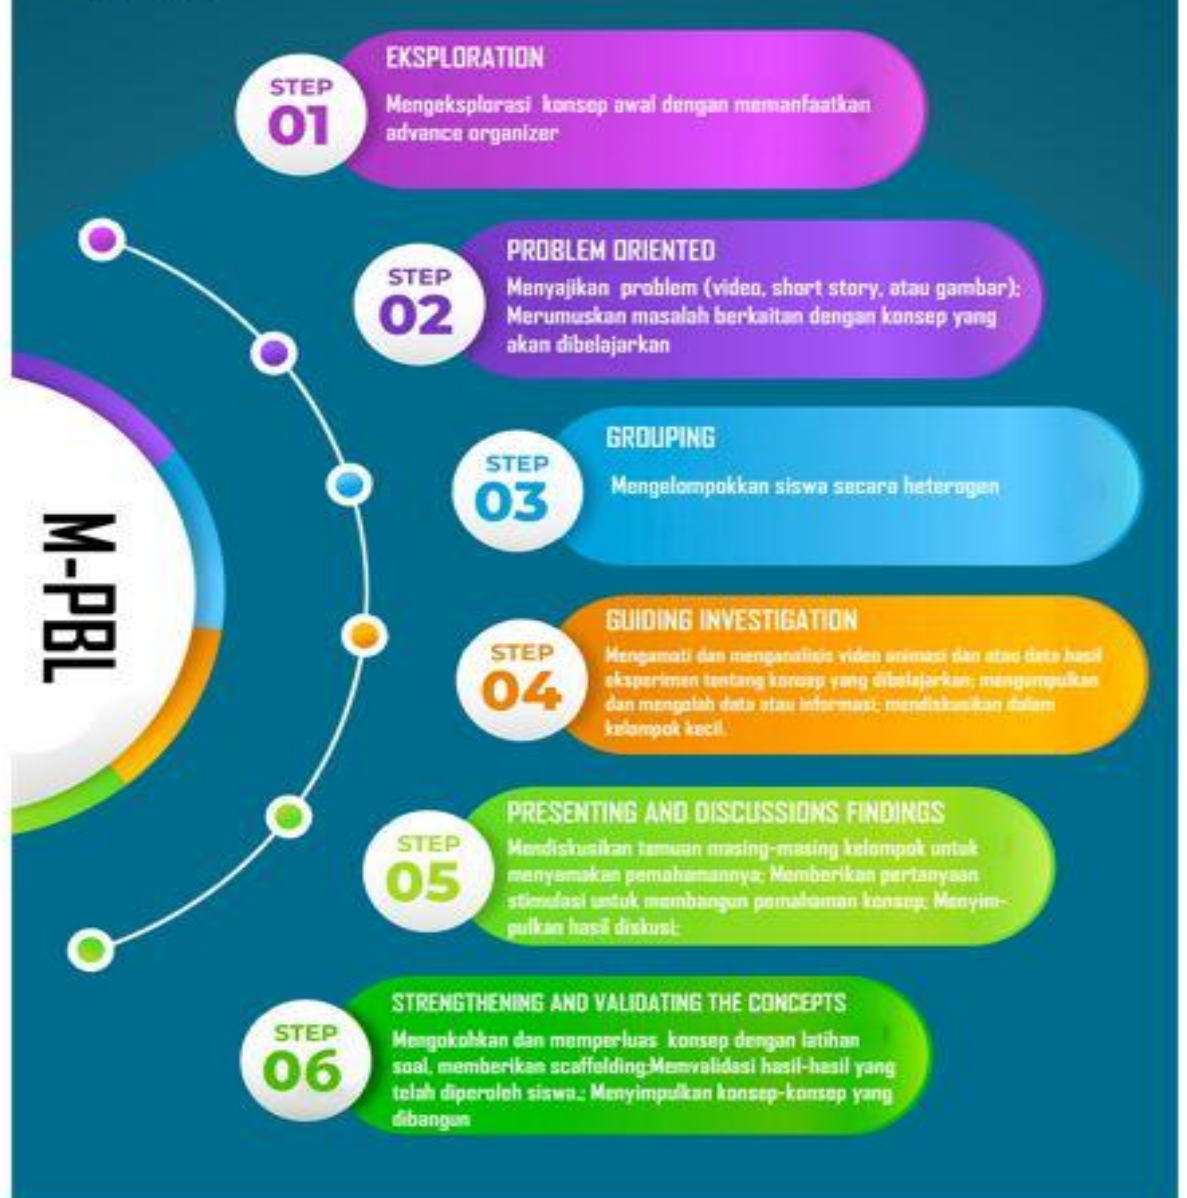 M-PBL
STEP
01
EKSPLORATION
Mengeksplorasi konsep awal dengan memanfaatkan
advance organizer
STEP
02
PROBLEM ORIENTED
Menyajikan problem (video, short story, atau gambar);
Merumuskan masalah berkaitan dengan konsep yang
akan dibelajarkan
STEP
03
GROUPING
Mengelompokkan siswa secara heterogen
STEP
04
GUIDING INVESTIGATION
Mengamati dan menganalisis video animasi dan atau data hasil
eksperimen tentang konsep yang dibelajarkan; mengumpulkan
dan mengolah data atau informasi; mendiskusikan dalam
kelompok kecil.
STEP
05
PRESENTING AND DISCUSSIONS FINDINGS
Mendiskusikan temuan masing-masing kelompok untuk
menyamakan pemahamannya; Memberikan pertanyaan
stimulasi untuk membangun pemahaman konsep; Menyim-
pulkan hasil diskusi;
STEP
06
STRENGTHENING AND VALIDATING THE CONCEPTS
Mengokohkan dan memperluas konsep dengan latihan
soal, memberikan scaffolding;Memvalidasi hasil-hasil yang
telah diperoleh siswa.; Menyimpulkan konsep-konsep yang
dibangun